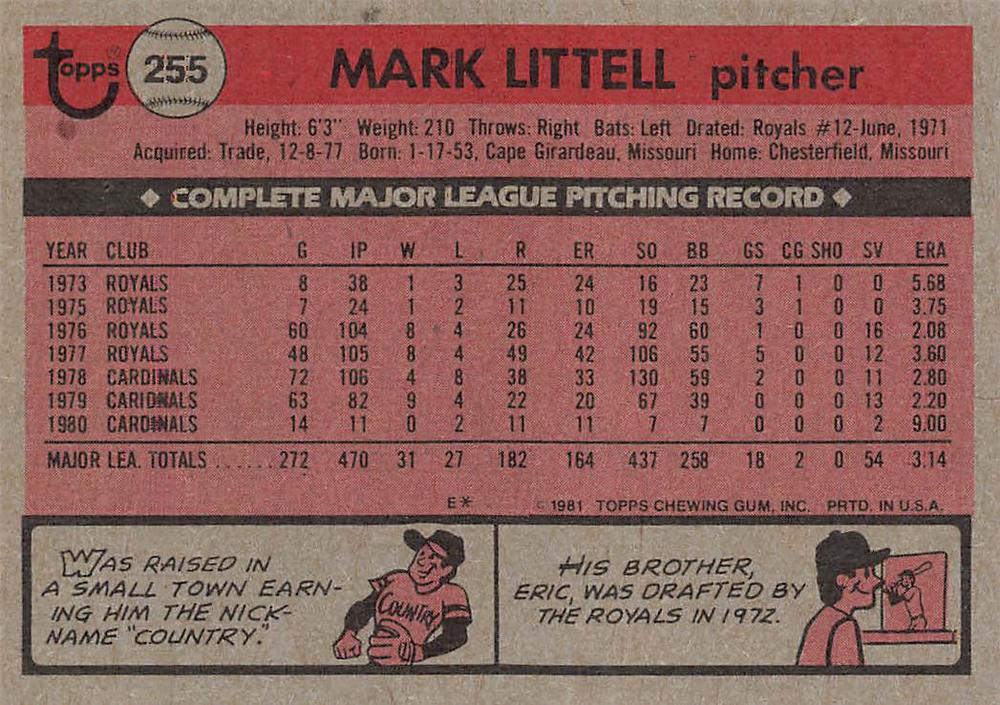 Topps® 255 MARK LITTELL pitcher
Height: 6'3" Weight: 210 Throws: Right Bats: Left Drated: Royals #12-June, 1971
Acquired: Trade, 12-8-77 Born: 1-17-53, Cape Girardeau, Missouri Home: Chesterfield, Missouri
◆ COMPLETE MAJOR LEAGUE PITCHING RECORD ◆
YEAR CLUB G IP W L R ER SO BB GS CG SHO SV ERA
1973 ROYALS 8 38 1 3 25 24 16 23 7 1 0 0 5.68
1975 ROYALS 7 24 1 2 11 10 19 15 3 1 0 0 3.75
1976 ROYALS 60 104 8 4 26 24 92 60 1 0 0 16 2.08
1977 ROYALS 48 105 8 4 49 42 106 55 5 0 0 12 3.60
1978 CARDINALS 72 106 4 8 38 33 130 59 2 0 0 11 2.80
1979 CARIDNALS 63 82 9 4 22 20 67 39 0 0 0 13 2.20
1980 CARDINALS 14 11 0 2 11 11 7 7 0 0 0 2 9.00
MAJOR LEA. TOTALS ...... 272 470 31 27 182 164 437 258 18 2 0 54 3.14
E* © 1981 TOPPS CHEWING GUM, INC. PRTD. IN U.S.A.
WAS RAISED IN
A SMALL TOWN EARN-
ING HIM THE NICK-
NAME "COUNTRY."
COUNTRY
HIS BROTHER,
ERIC, WAS DRAFTED BY
THE ROYALS IN 1972.